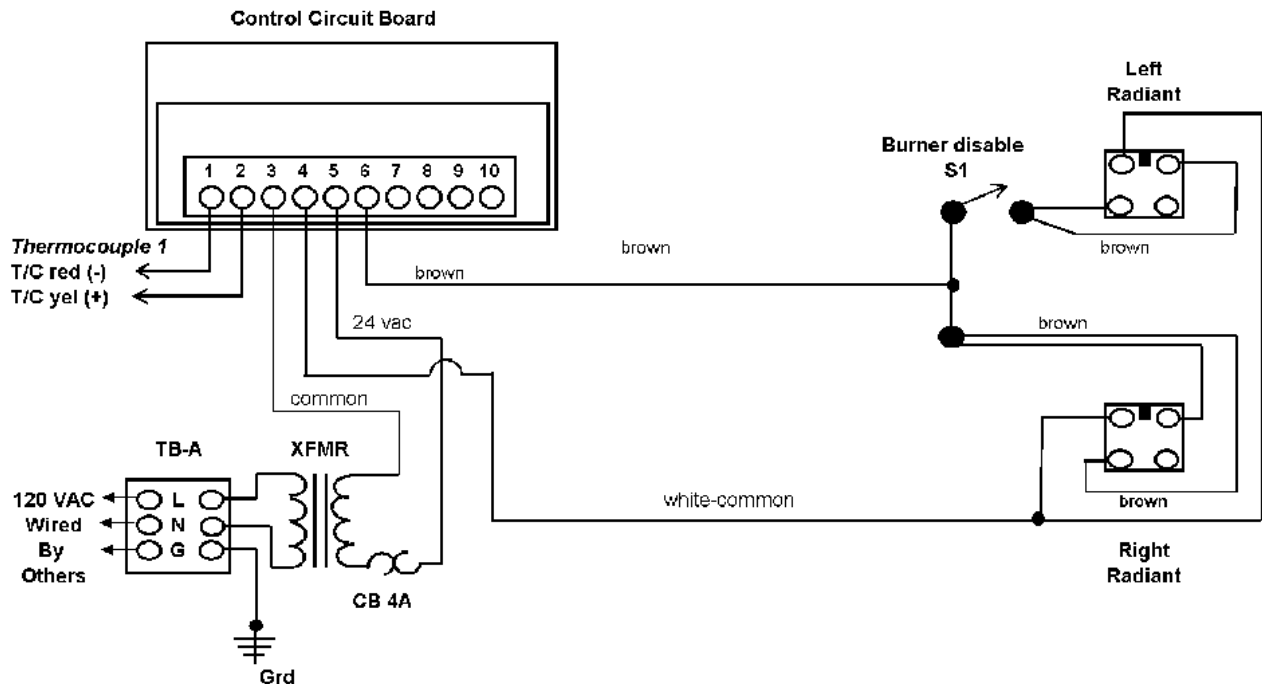 Control Circuit Board
1 2 3 4 5 6 7 8 9 10
Thermocouple 1
T/C red (-)
T/C yel (+)
brown
brown
24 vac
common
Burner disable
S1
Left
Radiant
brown
brown
brown
Right
Radiant
white-common
TB-A
XFMR
120 VAC
Wired
By
Others
L
N
G
CB 4A
Grd